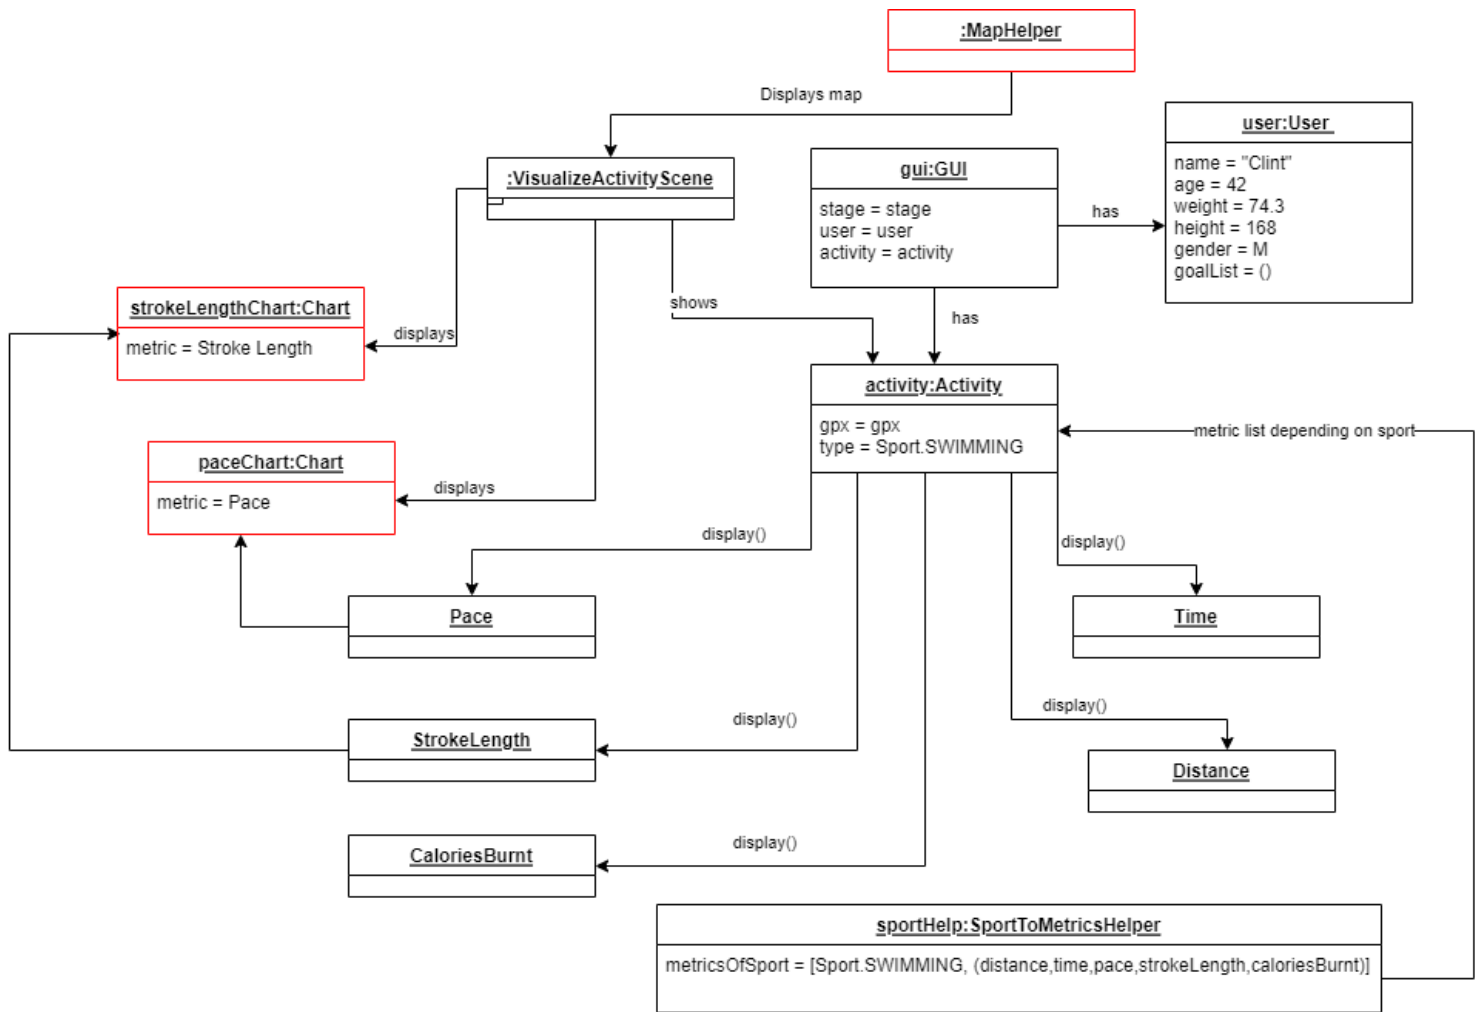 :MapHelper
Displays map
user:User
name = "Clint"
age = 42
weight = 74.3
height = 168
gender = M
goalList = ()
:VisualizeActivityScene
gui:GUI
stage = stage
user = user
activity = activity
has
shows
has
strokeLengthChart:Chart
metric = Stroke Length
displays
activity:Activity
gpx = gpx
type = Sport.SWIMMING
metric list depending on sport
paceChart:Chart
metric = Pace
displays
display()
display()
Pace
Time
display()
display()
StrokeLength
Distance
display()
CaloriesBurnt
sportHelp:SportToMetricsHelper
metricsOfSport = [Sport.SWIMMING, (distance,time,pace,strokeLength,caloriesBurnt)]